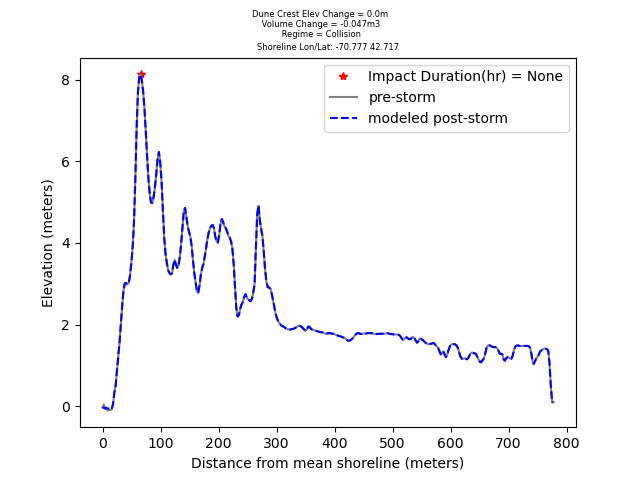 Dune Crest Elev Change = 0.0m
Volume Change = -0.047m3
Regime = Collision
Shoreline Lon/Lat: -70.777 42.717
Impact Duration(hr) = None
pre-storm
modeled post-storm
Elevation (meters)
8
6
4
2
0
0 100 200 300 400 500 600 700 800
Distance from mean shoreline (meters)